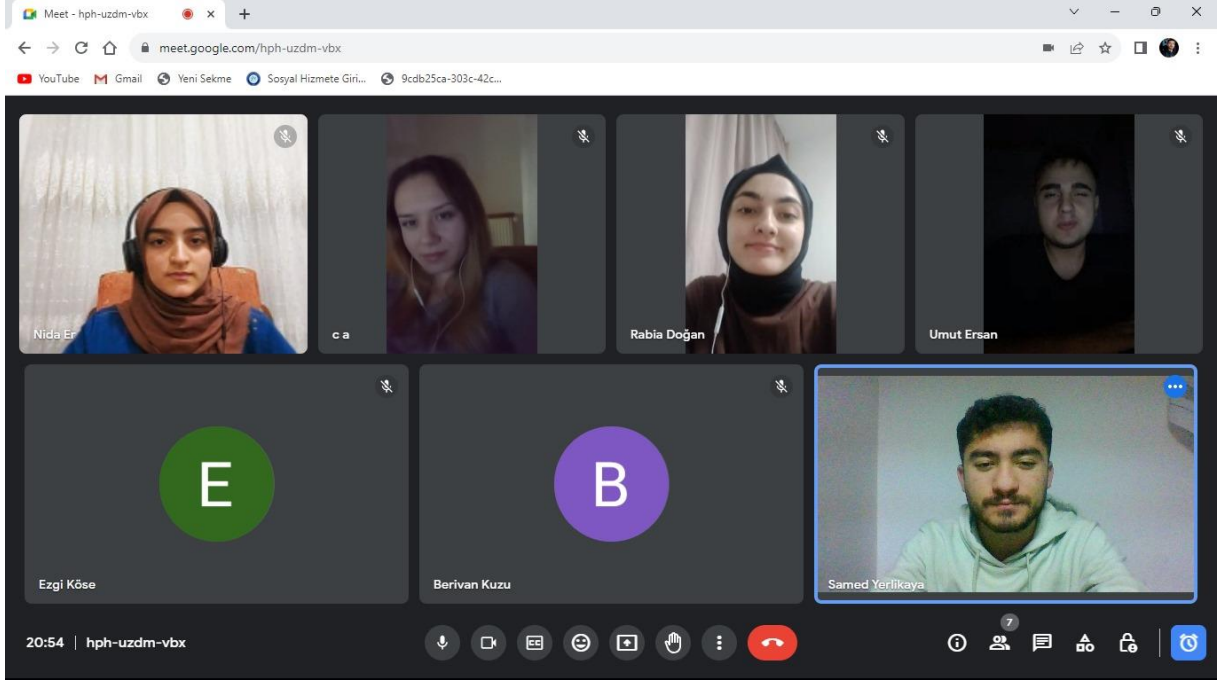 Meet - hph-uzdm-vbx
meet.google.com/hph-uzdm-vbx
YouTube Gmail Yeni Sekme Sosyal Hizmete Giri... 9cdb25ca-303c-42c...
Nida Er
c a
Rabia Doğan
Umut Ersan
E
B
Ezgi Köse
Berivan Kuzu
Samed Yerlikaya
7
20:54 | hph-uzdm-vbx
CC